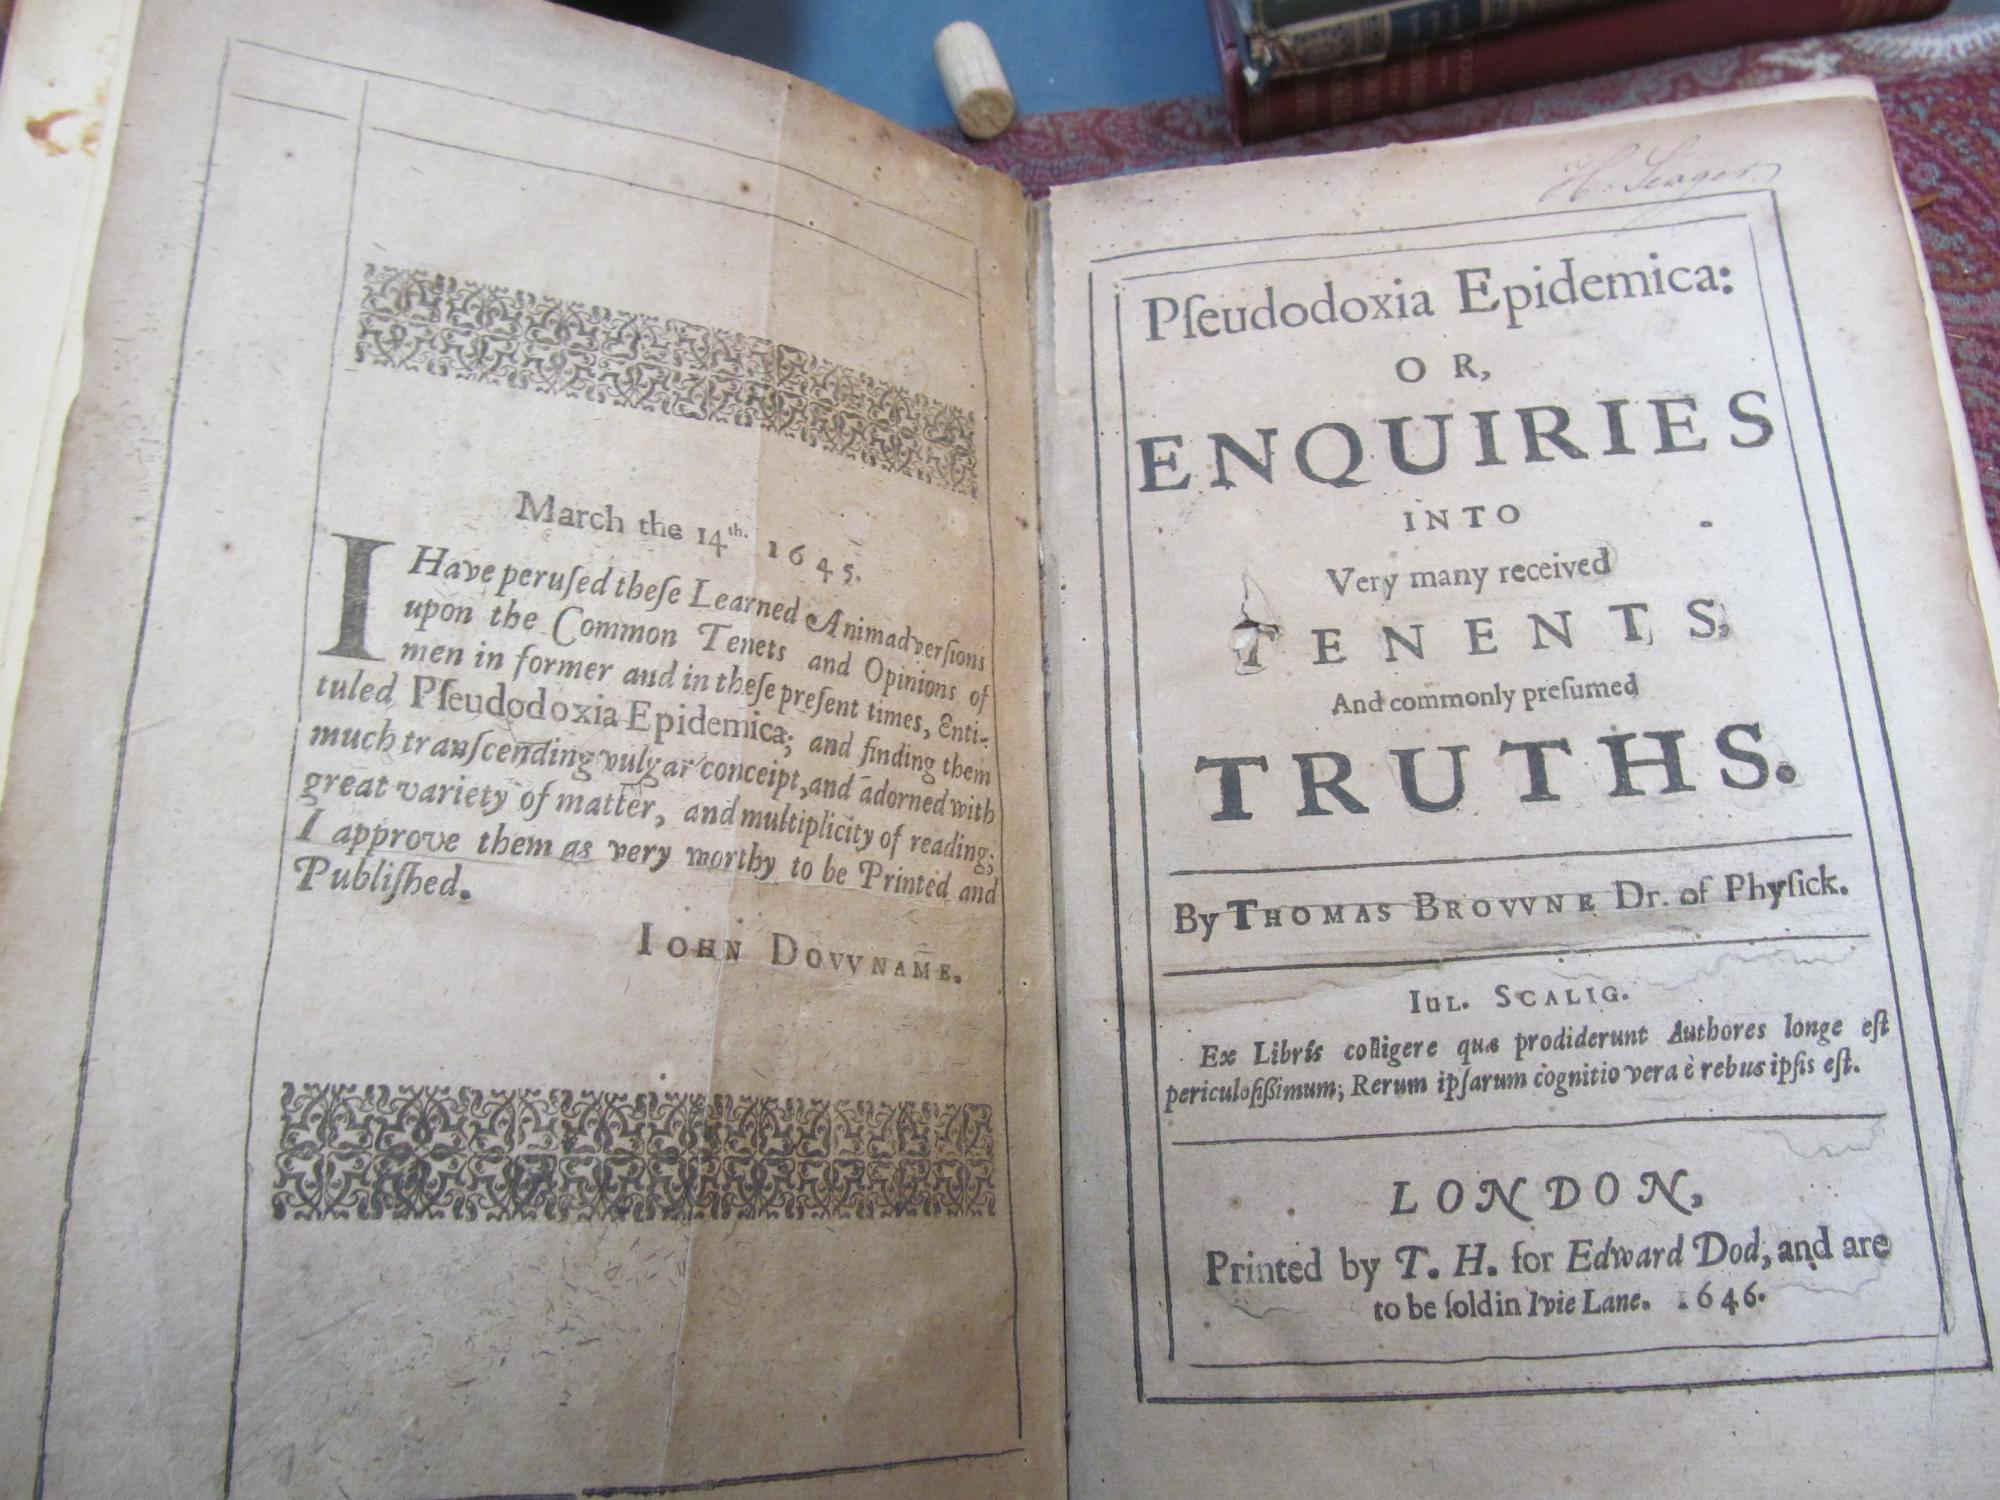 March the 14th. 1645.
I Have peruſed theſe Learned Animadverſions
upon the Common Tenets and Opinions of
men in former and in theſe preſent times, Enti-
tuled Pſeudodoxia Epidemica; and finding them
much tranſcending vulgar conceipt, and adorned with
great variety of matter, and multiplicity of reading;
I approve them as very worthy to be Printed and
Publiſhed.
IOHN DOVVNAME.
H. Seager
Pſeudodoxia Epidemica:
OR,
ENQUIRIES
INTO
Very many received
TENENTS,
And commonly preſumed
TRUTHS.
By THOMAS BROVVNE Dr. of Phyſick.
IUL. SCALIG.
Ex Libris colligere quæ prodiderunt Authores longe eſt
periculoſiſſimum; Rerum ipſarum cognitio vera è rebus ipſis eſt.
LONDON,
Printed by T. H. for Edward Dod, and are
to be ſold in Ivie Lane. 1646.